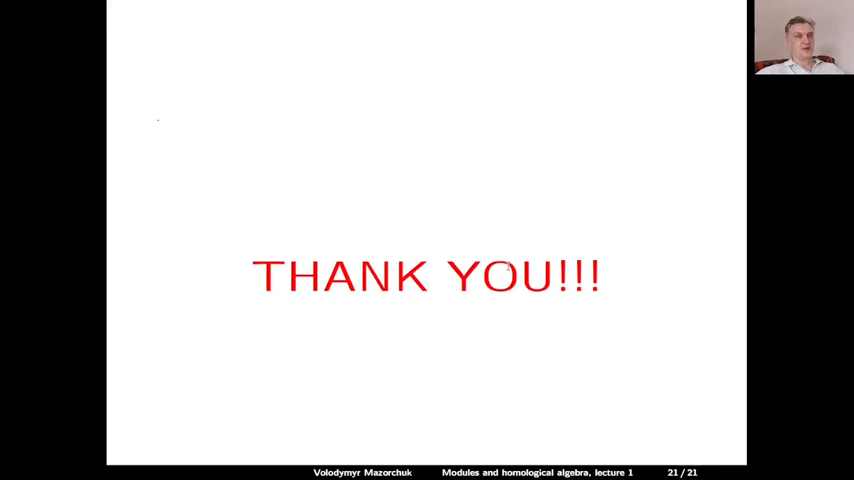 THANK YOU!!!
Volodymyr Mazorchuk Modules and homological algebra, lecture 1 21 / 21